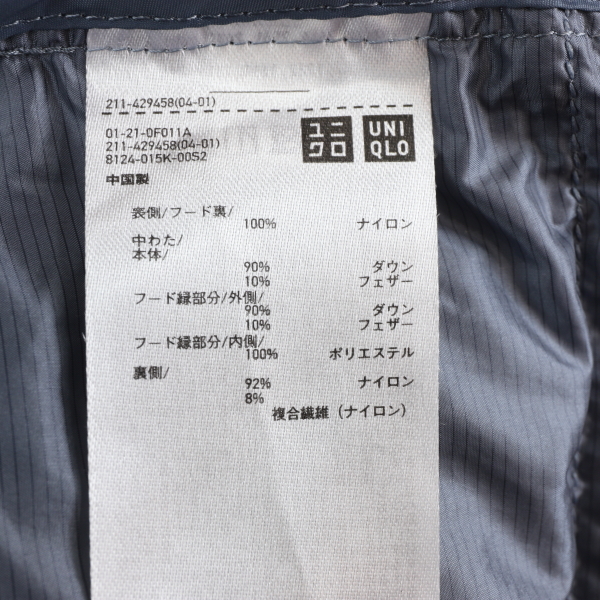 211-429458(04-01)
01-21-0F011A
211-429458(04-01)
8124-015K-00S2
ユニクロ
UNIQLO
中国製
表側/フード裏/
100% ナイロン
中わた/
本体/
90% ダウン
10% フェザー
フード縁部分/外側/
90% ダウン
10% フェザー
フード縁部分/内側/
100% ポリエステル
裏側/
92% ナイロン
8%
複合繊維(ナイロン)